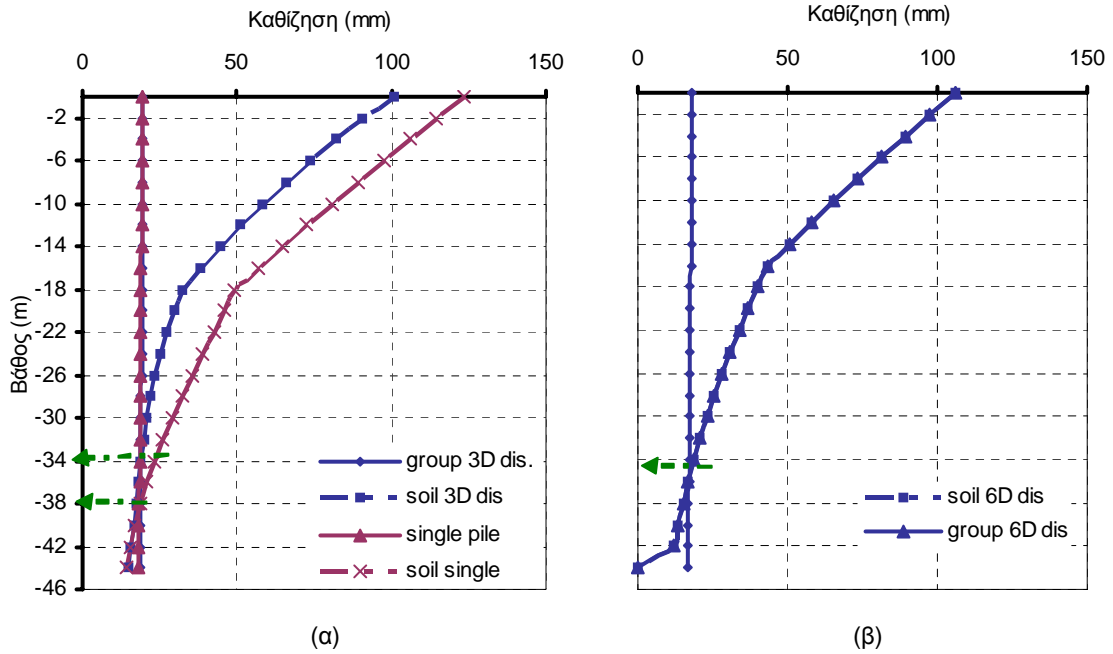 Καθίζηση (mm)
0 50 100 150
Βάθος (m)
-2
-6
-10
-14
-18
-22
-26
-30
-34
-38
-42
-46
group 3D dis.
soil 3D dis
single pile
soil single
(α)
Καθίζηση (mm)
0 50 100 150
soil 6D dis
group 6D dis
(β)